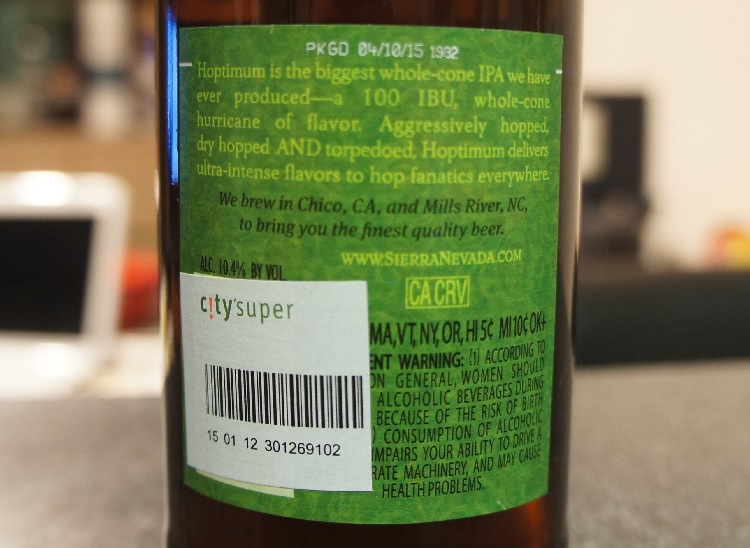 PKGD 04/10/15 1932
Hoptimum is the biggest whole-cone IPA we have
ever produced—a 100 IBU, whole-cone
hurricane of flavor. Aggressively hopped,
dry hopped AND torpedoed, Hoptimum delivers
ultra-intense flavors to hop fanatics everywhere.
We brew in Chico, CA, and Mills River, NC,
to bring you the finest quality beer.
www.SierraNevada.com
ALC. 10.4% BY VOL.
CA CRV
city'super
MA,VT,NY,OR,HI 5¢ MI 10¢ OK+
ENT WARNING: (1) ACCORDING TO
ON GENERAL, WOMEN SHOULD
ALCOHOLIC BEVERAGES DURING
BECAUSE OF THE RISK OF BIRTH
) CONSUMPTION OF ALCOHOLIC
IMPAIRS YOUR ABILITY TO DRIVE A
RATE MACHINERY, AND MAY CAUSE
HEALTH PROBLEMS.
15 01 12 301269102